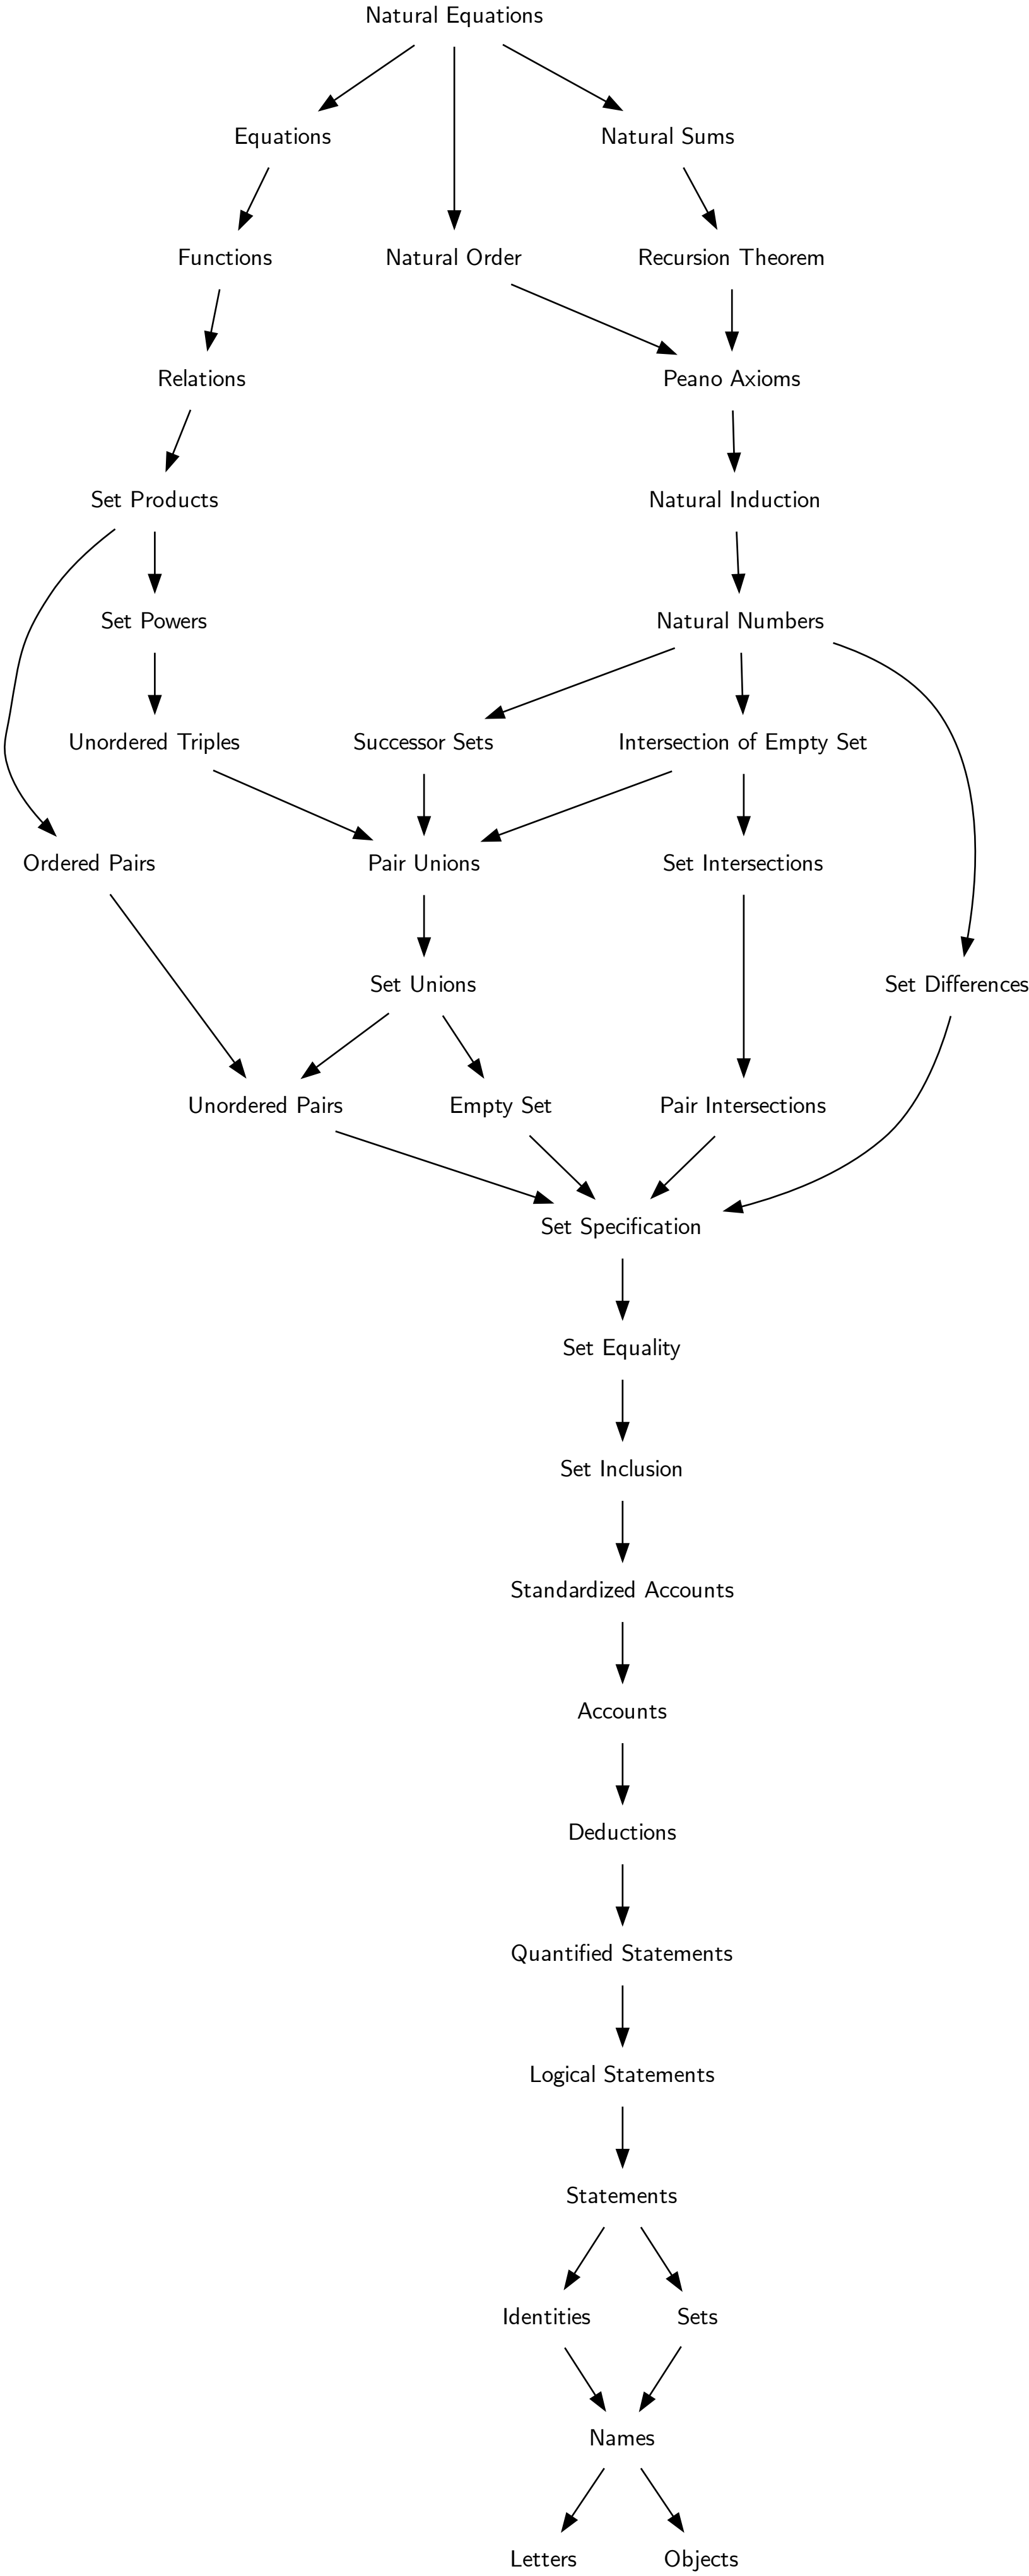 Natural Equations
Equations
Natural Sums
Functions
Natural Order
Recursion Theorem
Relations
Peano Axioms
Set Products
Natural Induction
Set Powers
Natural Numbers
Unordered Triples
Successor Sets
Intersection of Empty Set
Ordered Pairs
Pair Unions
Set Intersections
Set Unions
Set Differences
Unordered Pairs
Empty Set
Pair Intersections
Set Specification
Set Equality
Set Inclusion
Standardized Accounts
Accounts
Deductions
Quantified Statements
Logical Statements
Statements
Identities
Sets
Names
Letters
Objects